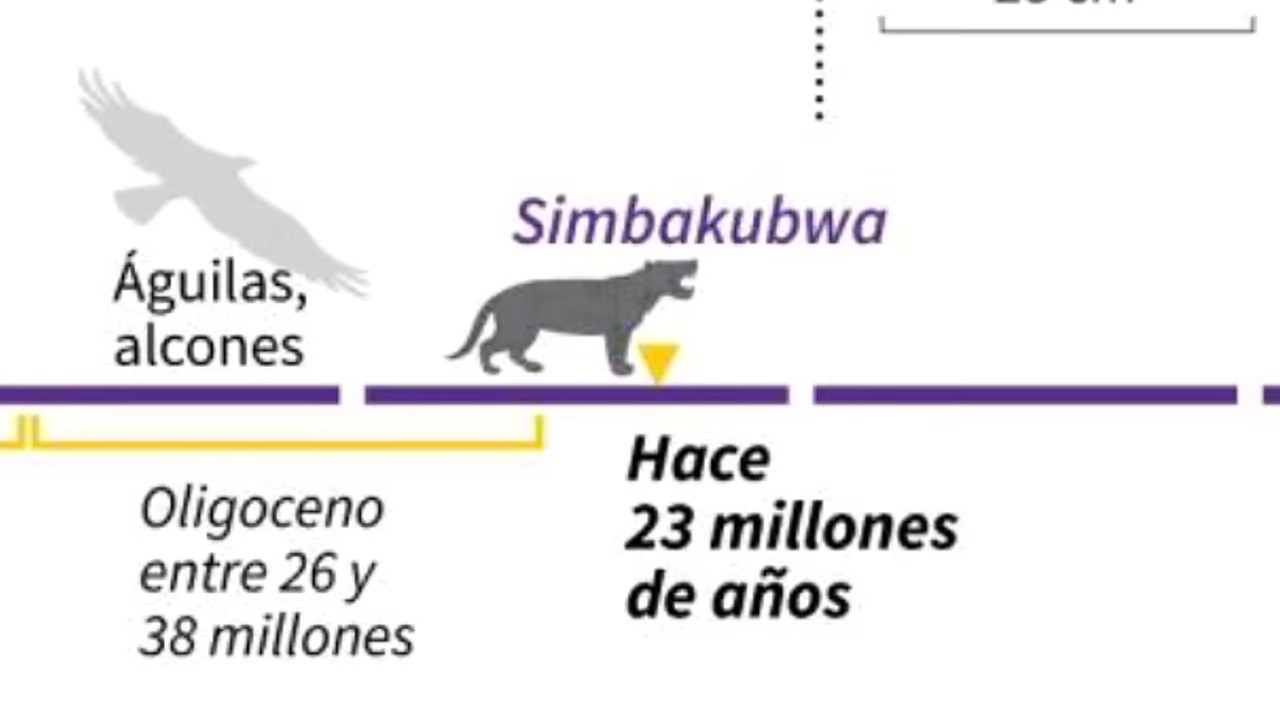 Simbakubwa
Águilas,
alcones
Hace
23 millones
de años
Oligoceno
entre 26 y
38 millones